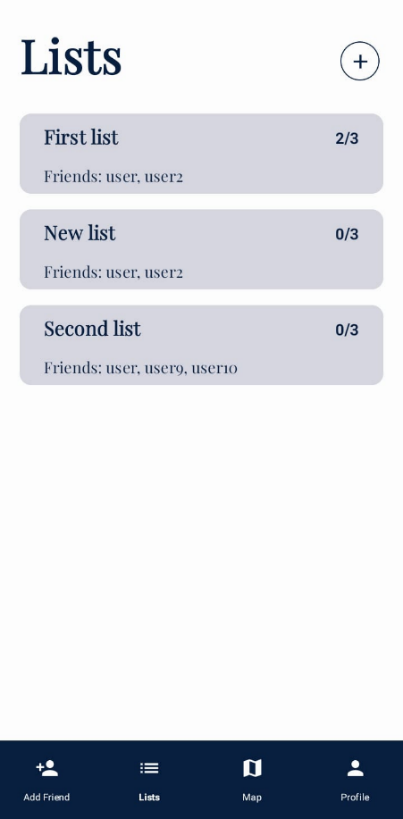 Lists
First list
2/3
Friends: user, user2
New list
0/3
Friends: user, user2
Second list
0/3
Friends: user, user9, user10
Add Friend
Lists
Map
Profile